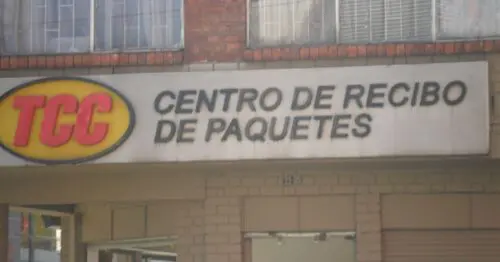 TCC
CENTRO DE RECIBO
DE PAQUETES